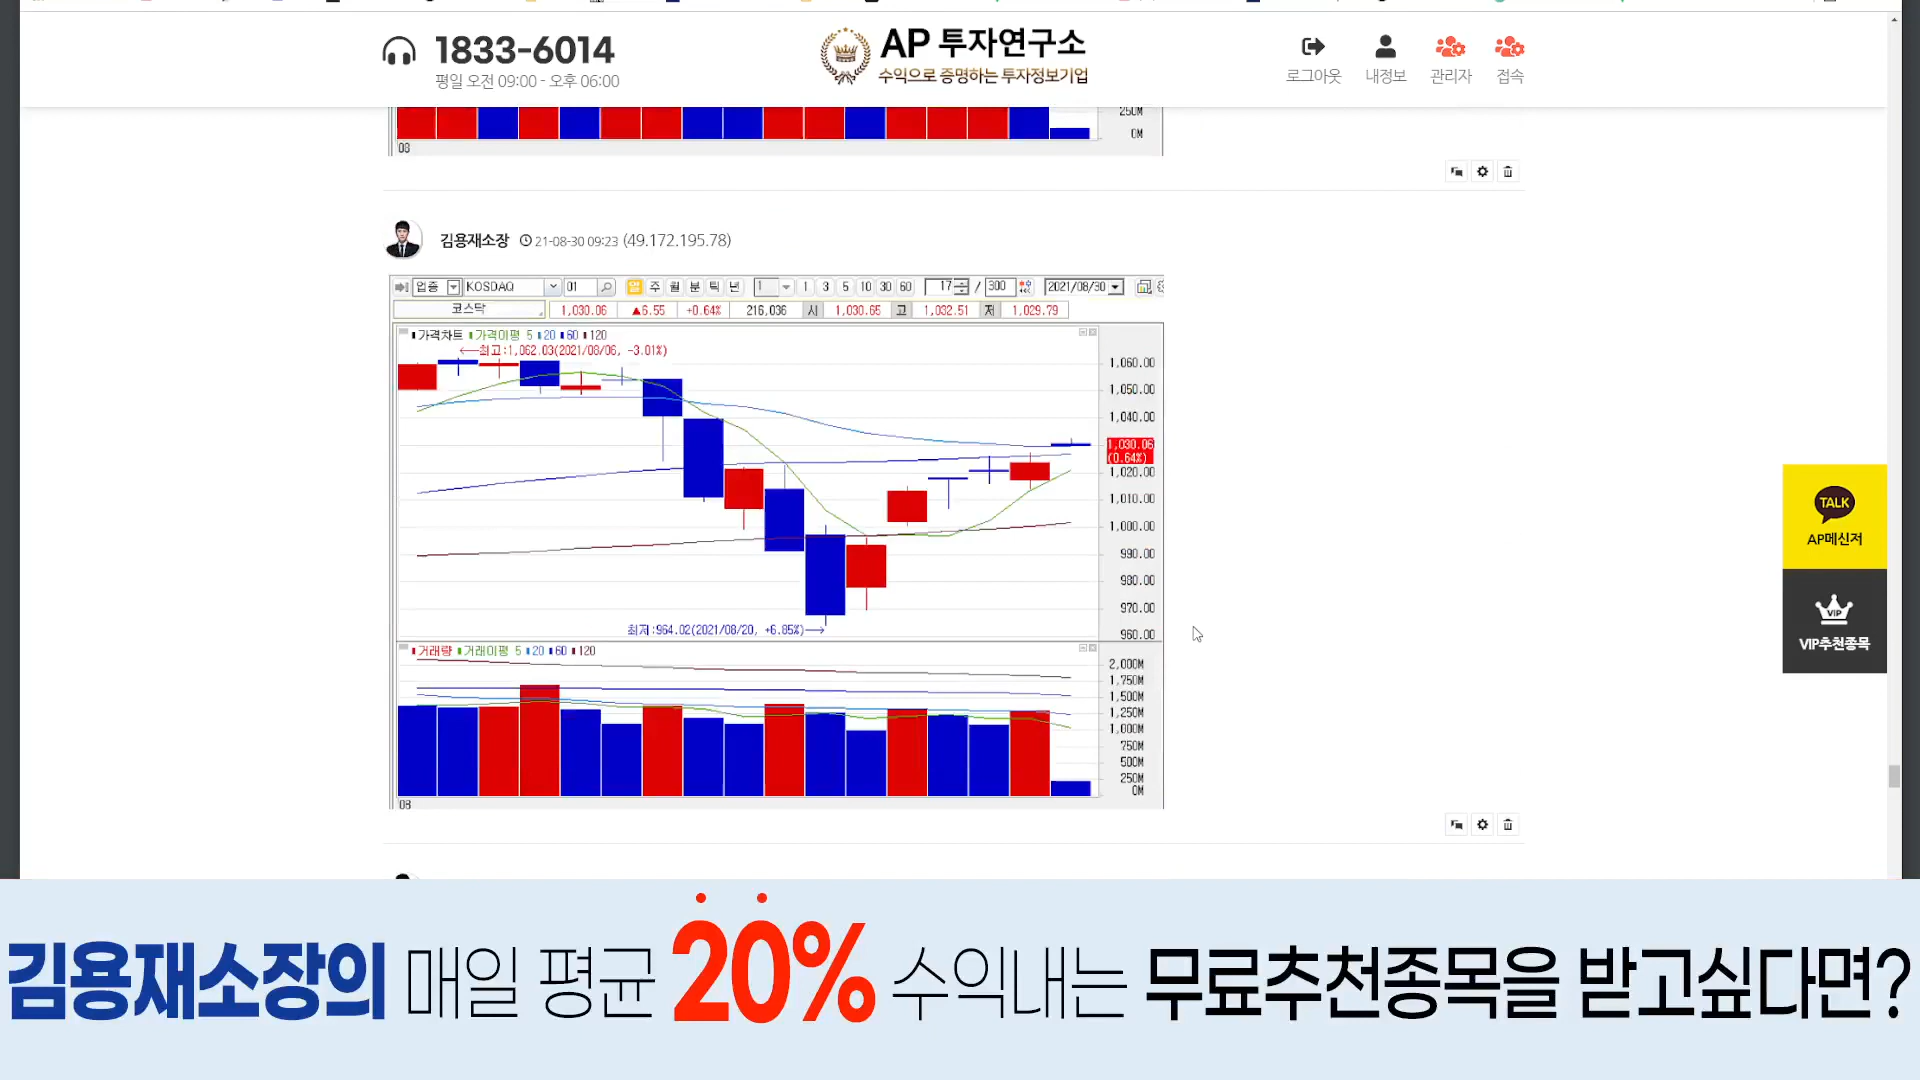 1833-6014
평일 오전 09:00 - 오후 06:00
AP 투자연구소
수익으로 증명하는 투자정보기업
로그아웃 내정보 관리자 접속
250M
0M
08
김용재소장 21-08-30 09:23 (49.172.195.78)
업종 KOSDAQ 01 일 주 월 분 틱 년 1 1 3 5 10 30 60 17 / 300 2021/08/30
코스닥 1,030.06 ▲6.55 +0.64% 216,036 시 1,030.65 고 1,032.51 저 1,029.79
가격차트 가격이평 5 20 60 120
←최고:1,062.03(2021/08/06, -3.01%)
1,060.00
1,050.00
1,040.00
1,030.06
(0.64%)
1,020.00
1,010.00
1,000.00
990.00
980.00
970.00
960.00
최저:964.02(2021/08/20, +6.85%)→
거래량 거래이평 5 20 60 120
2,000M
1,750M
1,500M
1,250M
1,000M
750M
500M
250M
0M
08
TALK
AP메신저
VIP
VIP추천종목
김용재소장의 매일 평균 20% 수익내는 무료추천종목을 받고싶다면?